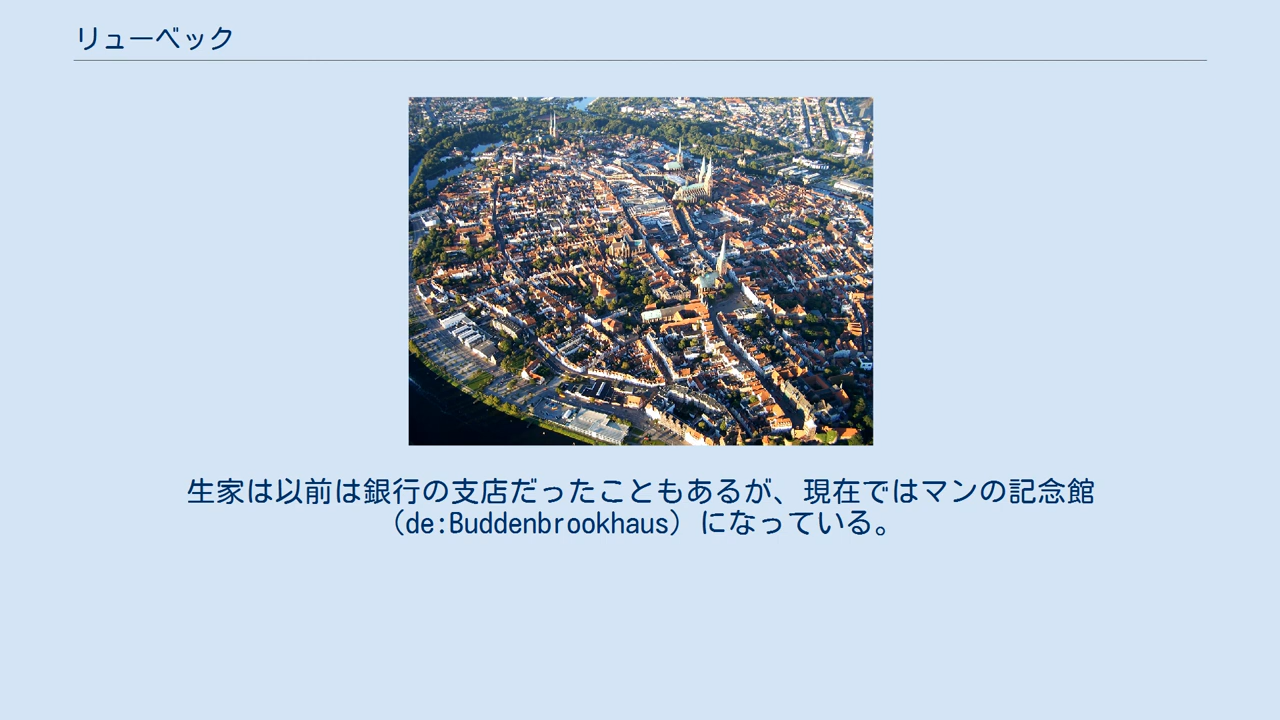 リューベック
生家は以前は銀行の支店だったこともあるが、現在ではマンの記念館
（de:Buddenbrookhaus）になっている。